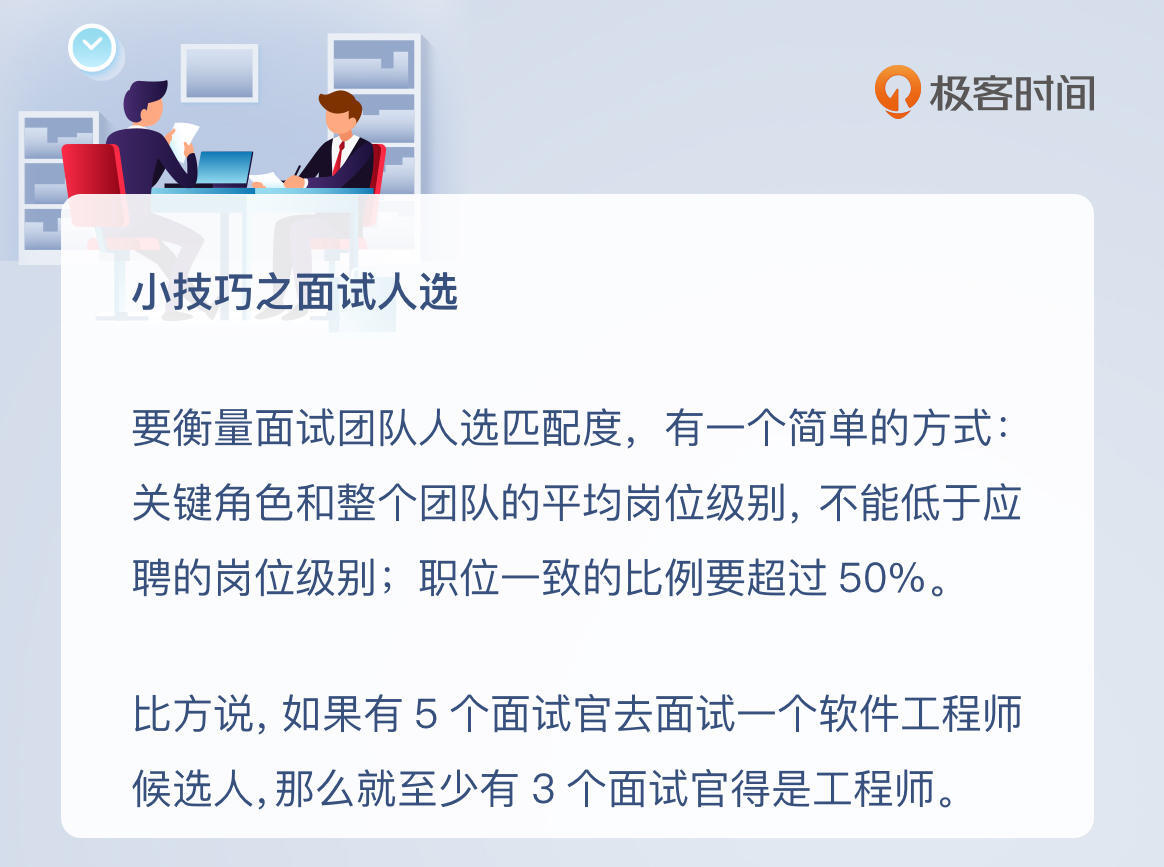 极客时间
小技巧之面试人选
要衡量面试团队人选匹配度，有一个简单的方式：
关键角色和整个团队的平均岗位级别，不能低于应
聘的岗位级别；职位一致的比例要超过 50%。
比方说，如果有 5 个面试官去面试一个软件工程师
候选人，那么就至少有 3 个面试官得是工程师。